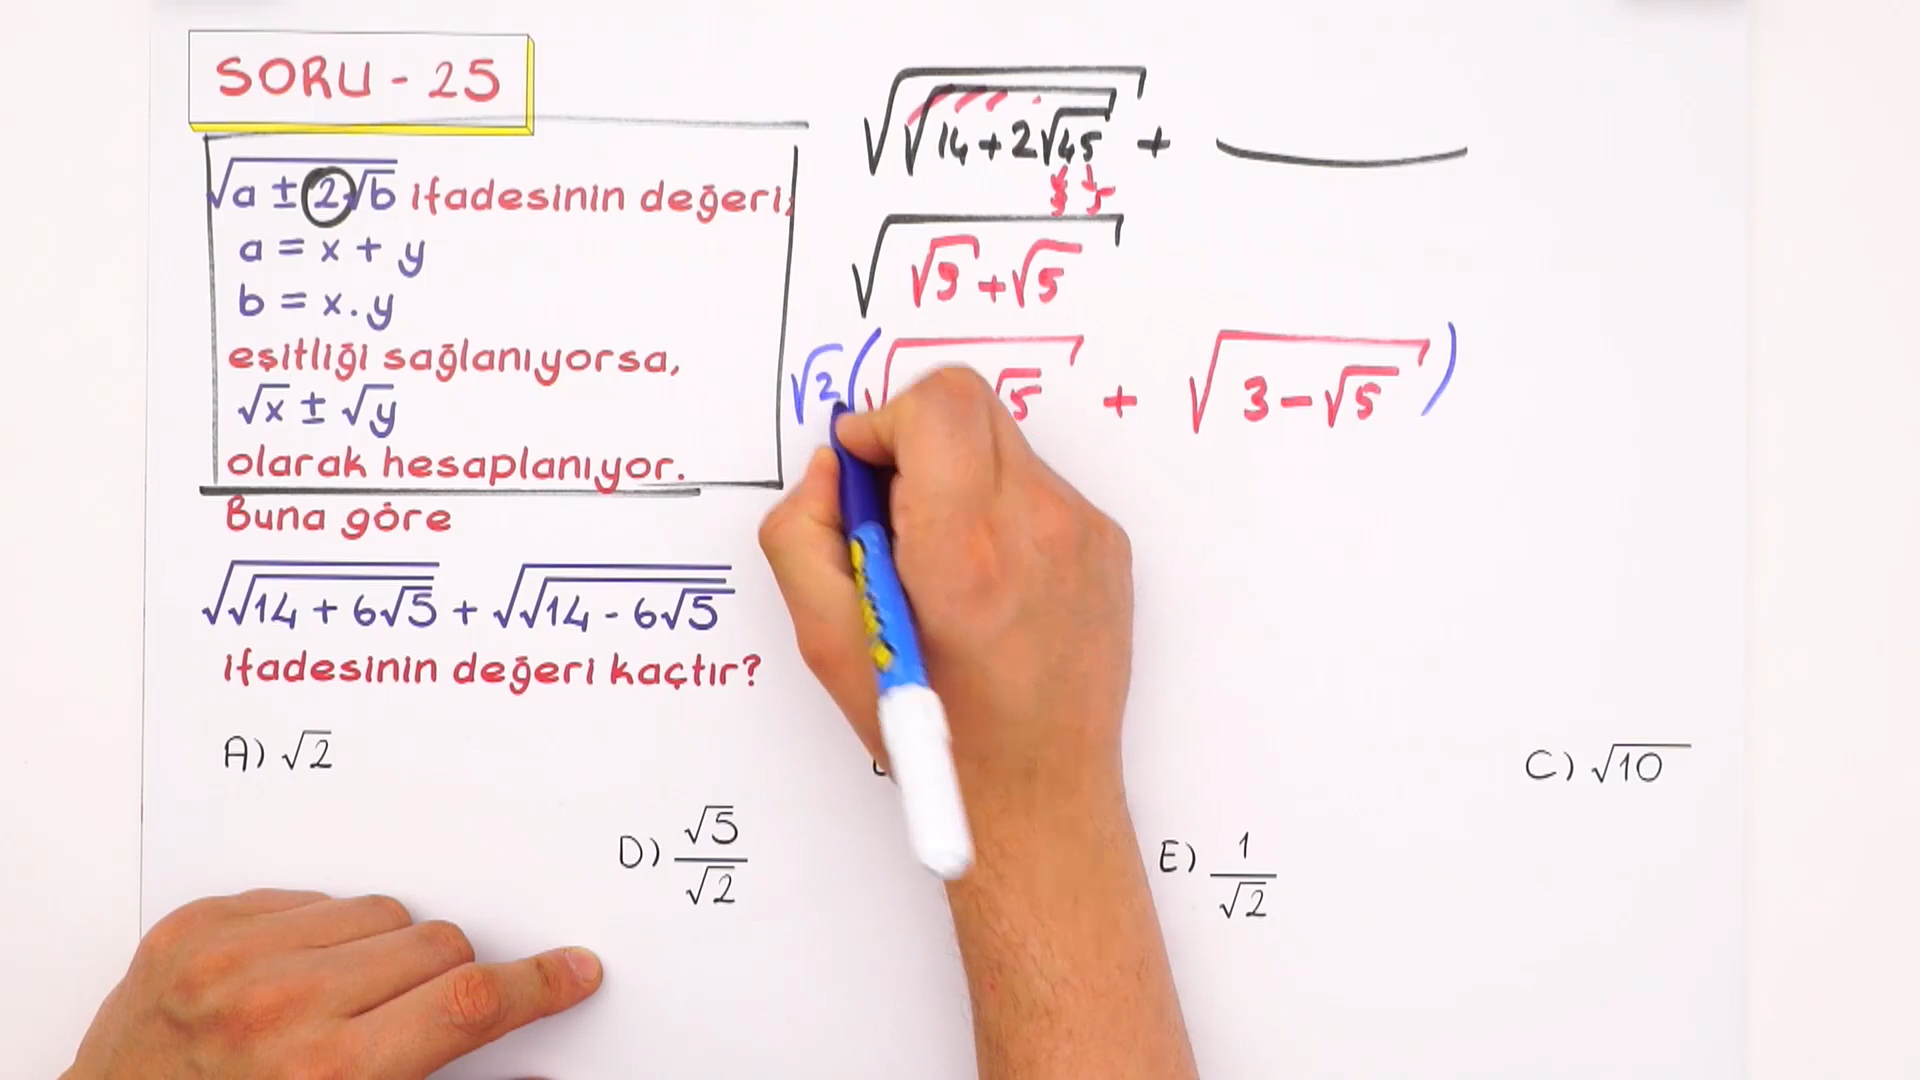 SORU - 25
√a ± 2√b ifadesinin değeri;
a = x + y
b = x . y
eşitliği sağlanıyorsa,
√x ± √y
olarak hesaplanıyor.
Buna göre
√√14 + 6√5 + √√14 - 6√5
ifadesinin değeri kaçtır?
A) √2
C) √10
D) √5/√2
E) 1/√2
√√14 + 2√45 +
√√9 + √5
√2 ( √ √5 + √3 - √5 )